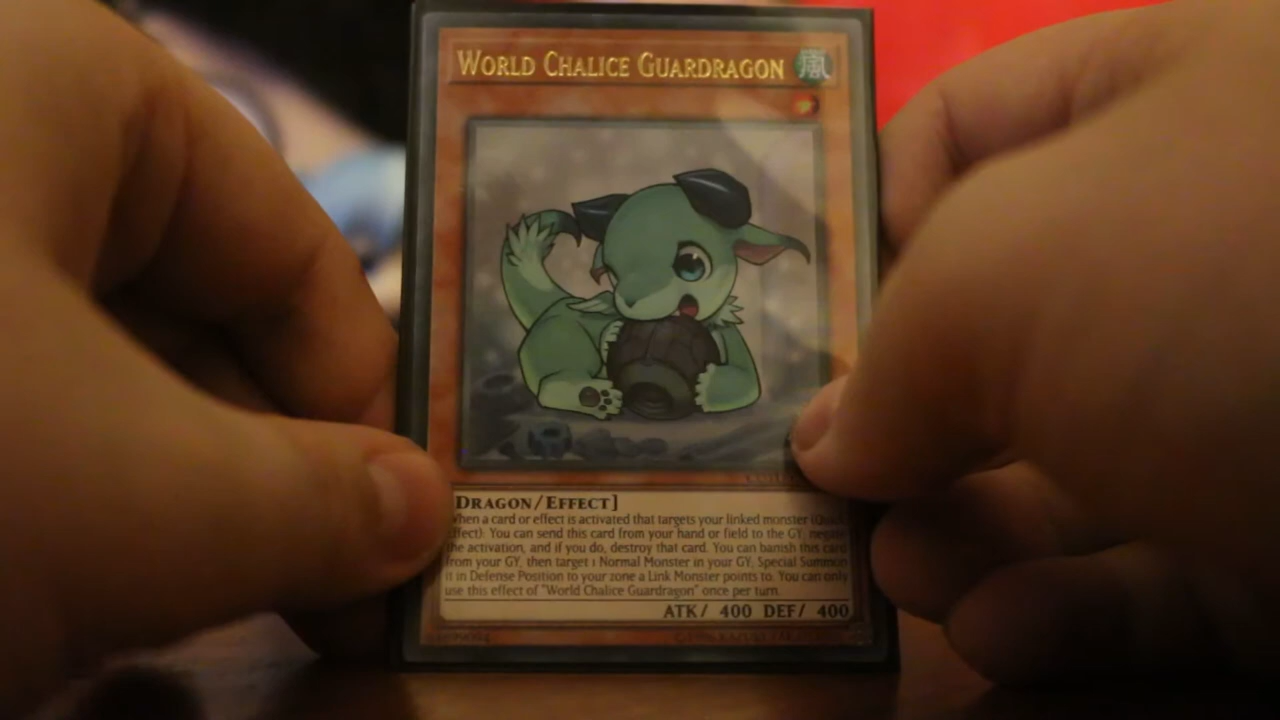 WORLD CHALICE GUARDRAGON
風
DRAGON/EFFECT]
When a card or effect is activated that targets your linked monster (Quick
Effect): You can send this card from your hand or field to the GY; negate
the activation, and if you do, destroy that card. You can banish this card
from your GY, then target 1 Normal Monster in your GY; Special Summon
it in Defense Position to your zone a Link Monster points to. You can only
use this effect of "World Chalice Guardragon" once per turn.
ATK/ 400 DEF/ 400